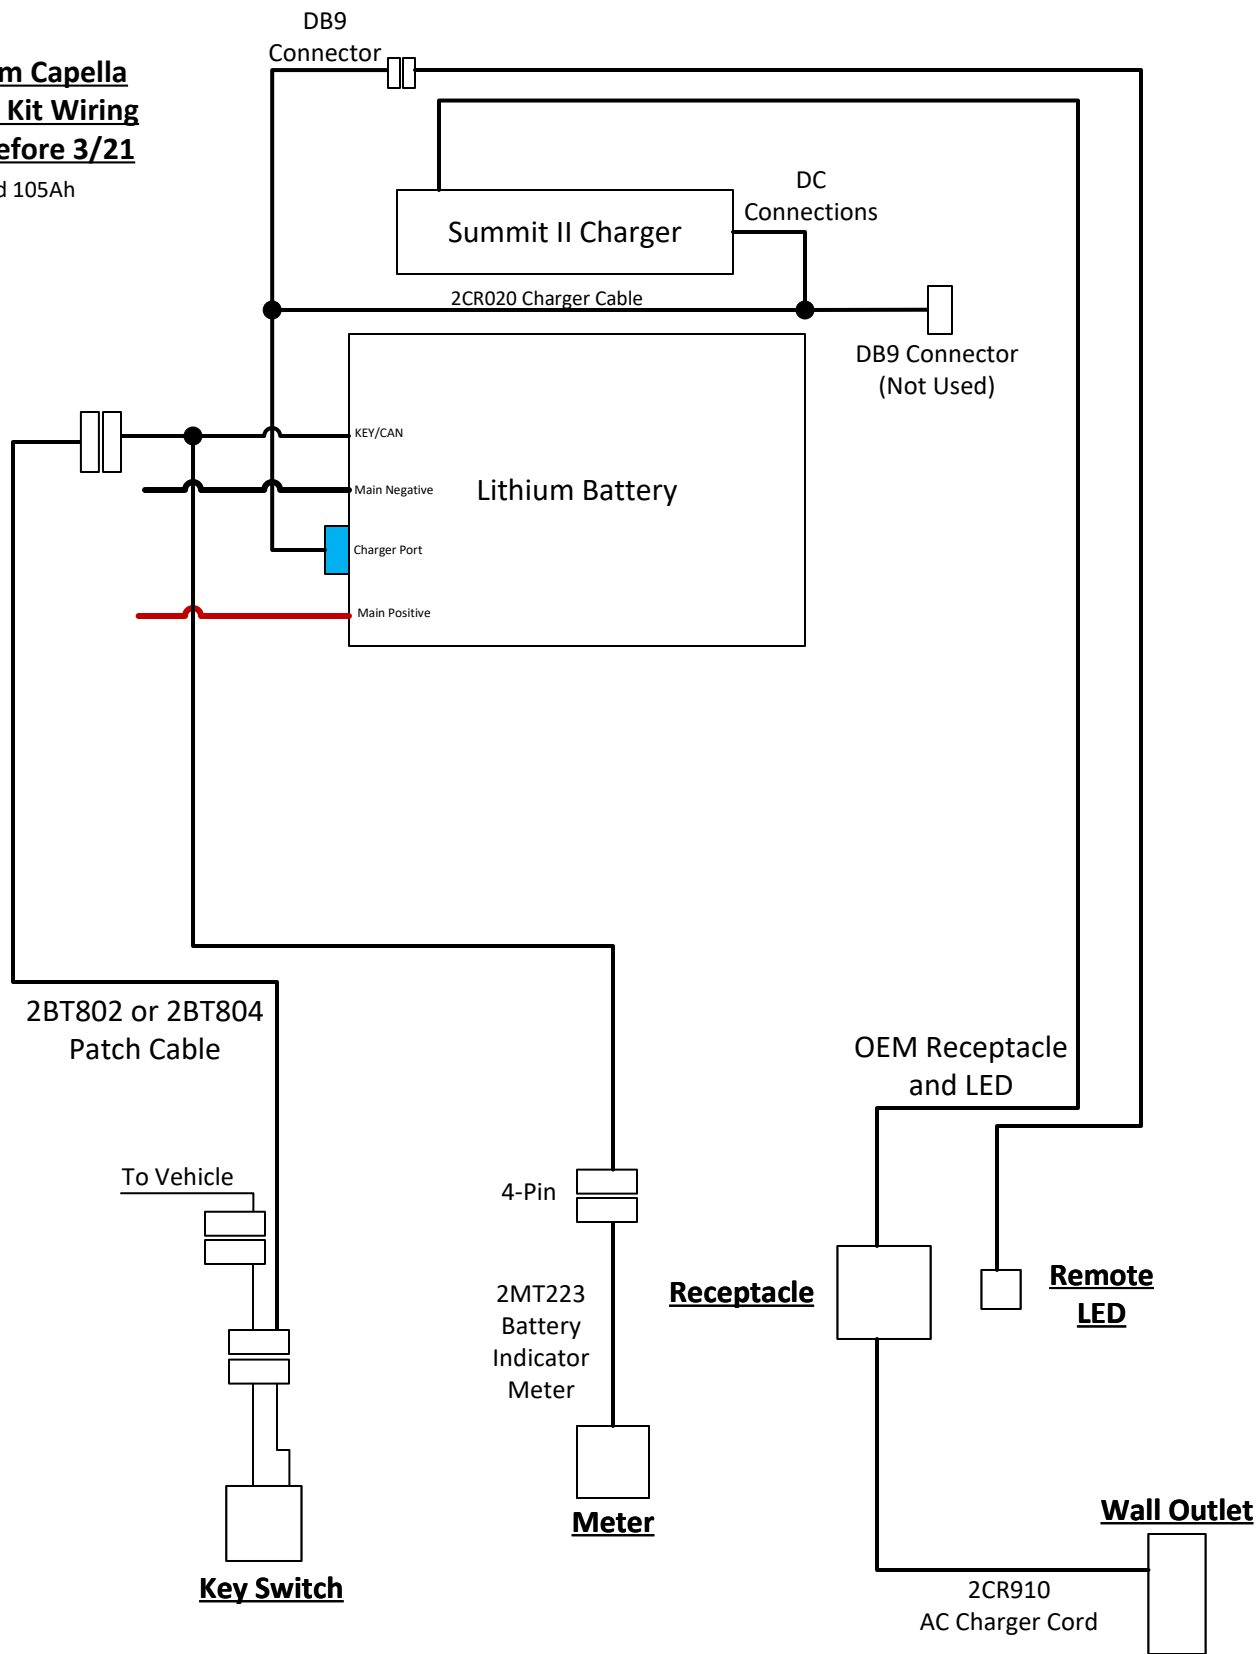 DB9
Connector
Capella
Kit Wiring
3/21
105Ah
DC
Connections
Summit II Charger
2CR020 Charger Cable
DB9 Connector
(Not Used)
KEY/CAN
Main Negative
Lithium Battery
Charger Port
Main Positive
2BT802 or 2BT804
Patch Cable
OEM Receptacle
and LED
To Vehicle
4-Pin
2MT223
Battery
Indicator
Meter
Receptacle
Remote
LED
Meter
Wall Outlet
Key Switch
2CR910
AC Charger Cord